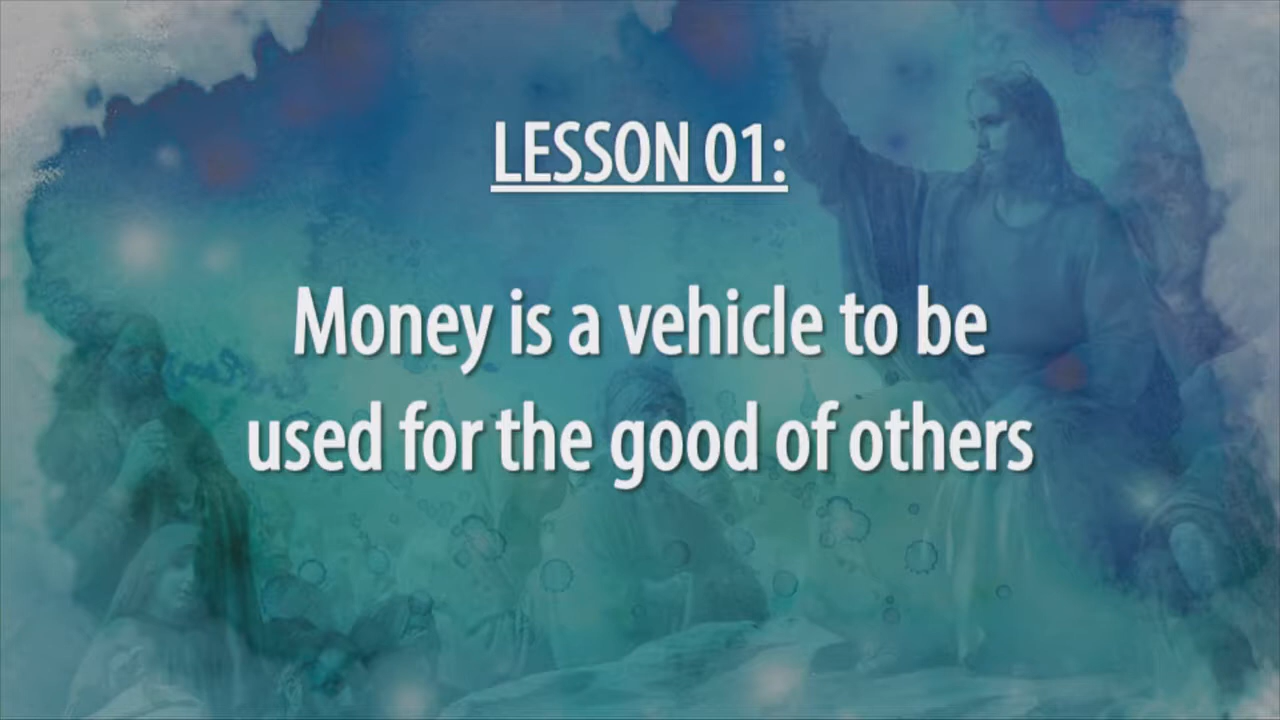 LESSON 01:
Money is a vehicle to be
used for the good of others